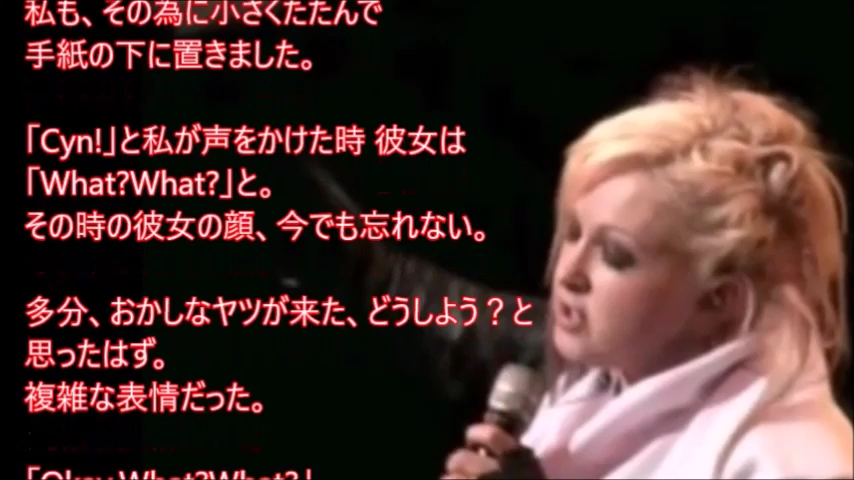 私も、その為に小さくたたんで
手紙の下に置きました。
「Cyn!」と私が声をかけた時 彼女は
「What?What?」と。
その時の彼女の顔、今でも忘れない。
多分、おかしなヤツが来た、どうしよう？と
思ったはず。
複雑な表情だった。
「Okay What?What?」